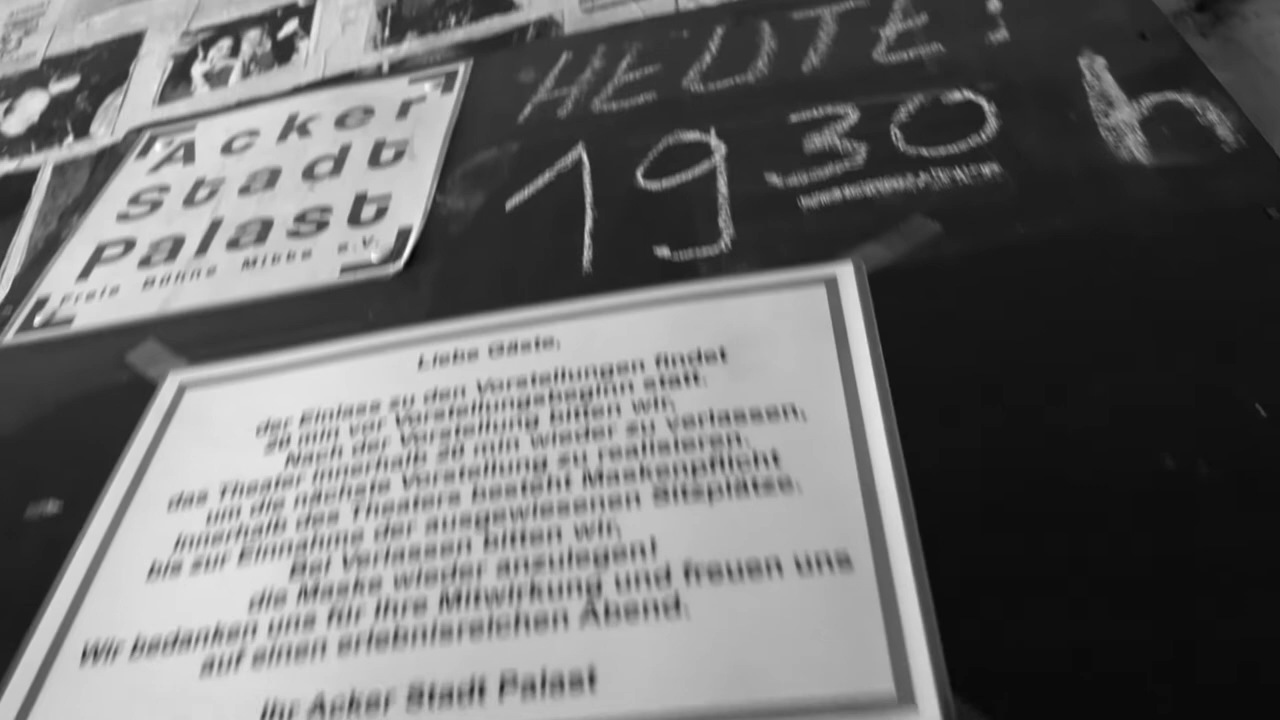 HEUTE:
19 30 h
Acker
Stadt
Palast
Freie Bühne Mitte e.V.
Liebe Gäste,
der Einlass zu den Vorstellungen findet
20 min vor Vorstellungsbeginn statt.
Nach der Vorstellung bitten wir,
das Theater innerhalb 20 min wieder zu verlassen,
um die nächste Vorstellung zu realisieren.
Innerhalb des Theaters besteht Maskenpflicht
bis zur Einnahme der ausgewiesenen Sitzplätze.
Bei Verlassen bitten wir,
die Maske wieder anzulegen!
Wir bedanken uns für Ihre Mitwirkung und freuen uns
auf einen erlebnisreichen Abend.
Ihr Acker Stadt Palast